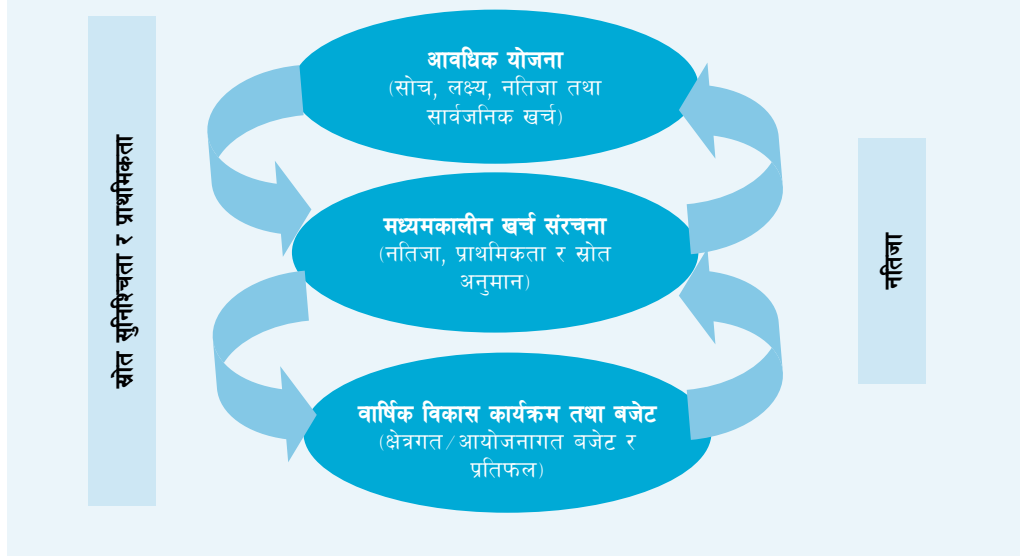 स्रोत सुनिश्चितता र प्राथमिकता
आवधिक योजना
(सोच, लक्ष्य, नतिजा तथा
सार्वजनिक खर्च)
मध्यमकालीन खर्च संरचना
(नतिजा, प्राथमिकता र स्रोत
अनुमान)
वार्षिक विकास कार्यक्रम तथा बजेट
(क्षेत्रगत/आयोजनागत बजेट र
प्रतिफल)
नतिजा